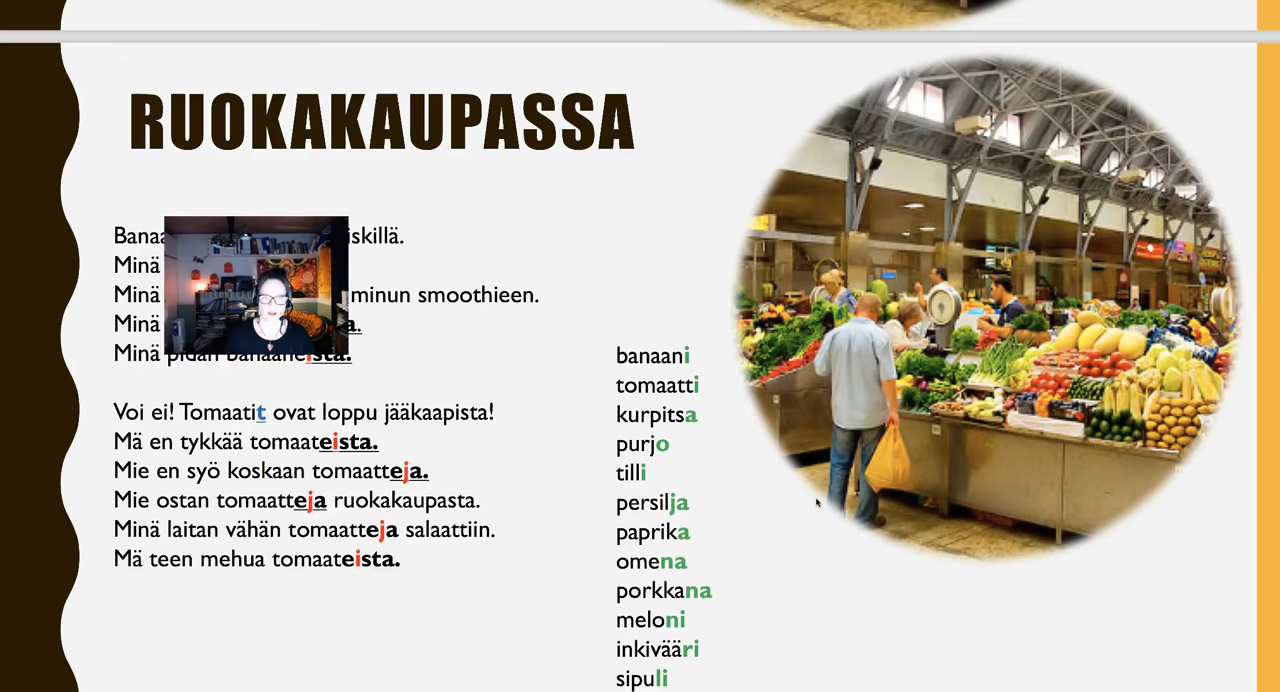 RUOKAKAUPASSA
iskillä.
Minä
Minä minun smoothieen.
Minä
Minä pidän banaaneista.
Voi ei! Tomaatit ovat loppu jääkaapista!
Mä en tykkää tomaateista.
Mie en syö koskaan tomaatteja.
Mie ostan tomaatteja ruokakaupasta.
Minä laitan vähän tomaatteja salaattiin.
Mä teen mehua tomaateista.
banaani
tomaatti
kurpitsa
purjo
tilli
persilja
paprika
omena
porkkana
meloni
inkivääri
sipuli